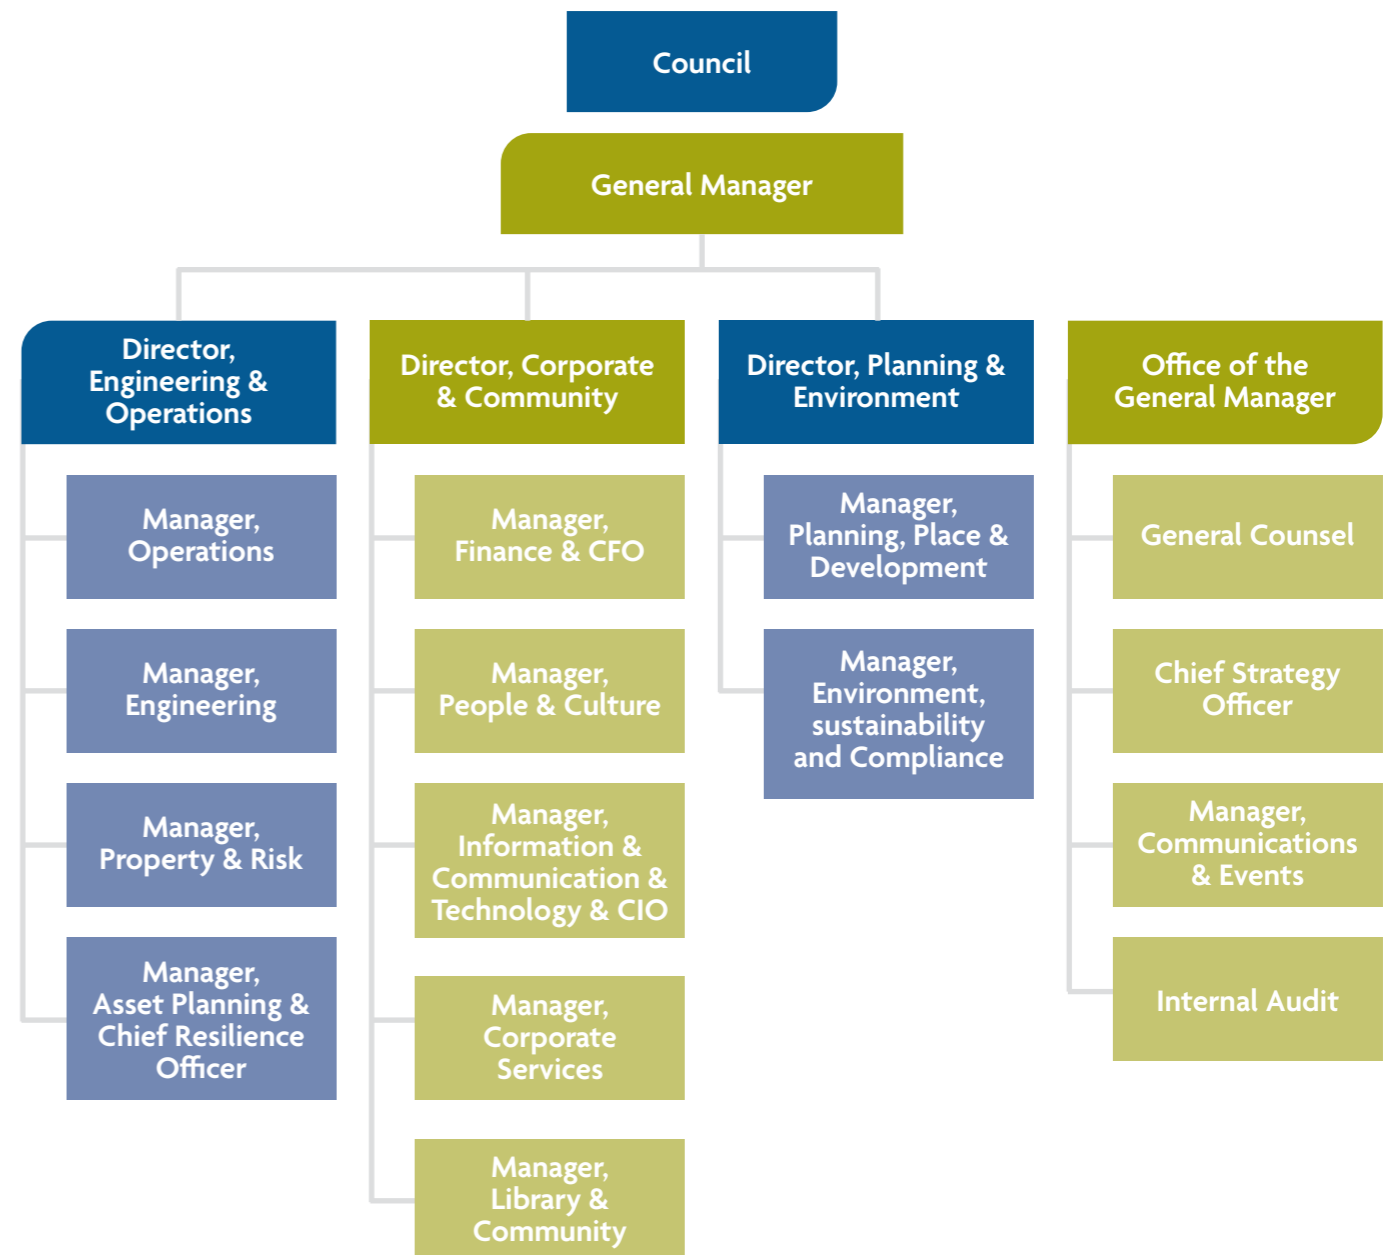 Council
General Manager
Director,
Engineering &
Operations
Manager,
Operations
Manager,
Engineering
Manager,
Property & Risk
Manager,
Asset Planning &
Chief Resilience
Officer
Director, Corporate
& Community
Manager,
Finance & CFO
Manager,
People & Culture
Manager,
Information &
Communication &
Technology & CIO
Manager,
Corporate
Services
Manager,
Library &
Community
Director, Planning &
Environment
Manager,
Planning, Place &
Development
Manager,
Environment,
sustainability
and Compliance
Office of the
General Manager
General Counsel
Chief Strategy
Officer
Manager,
Communications
& Events
Internal Audit